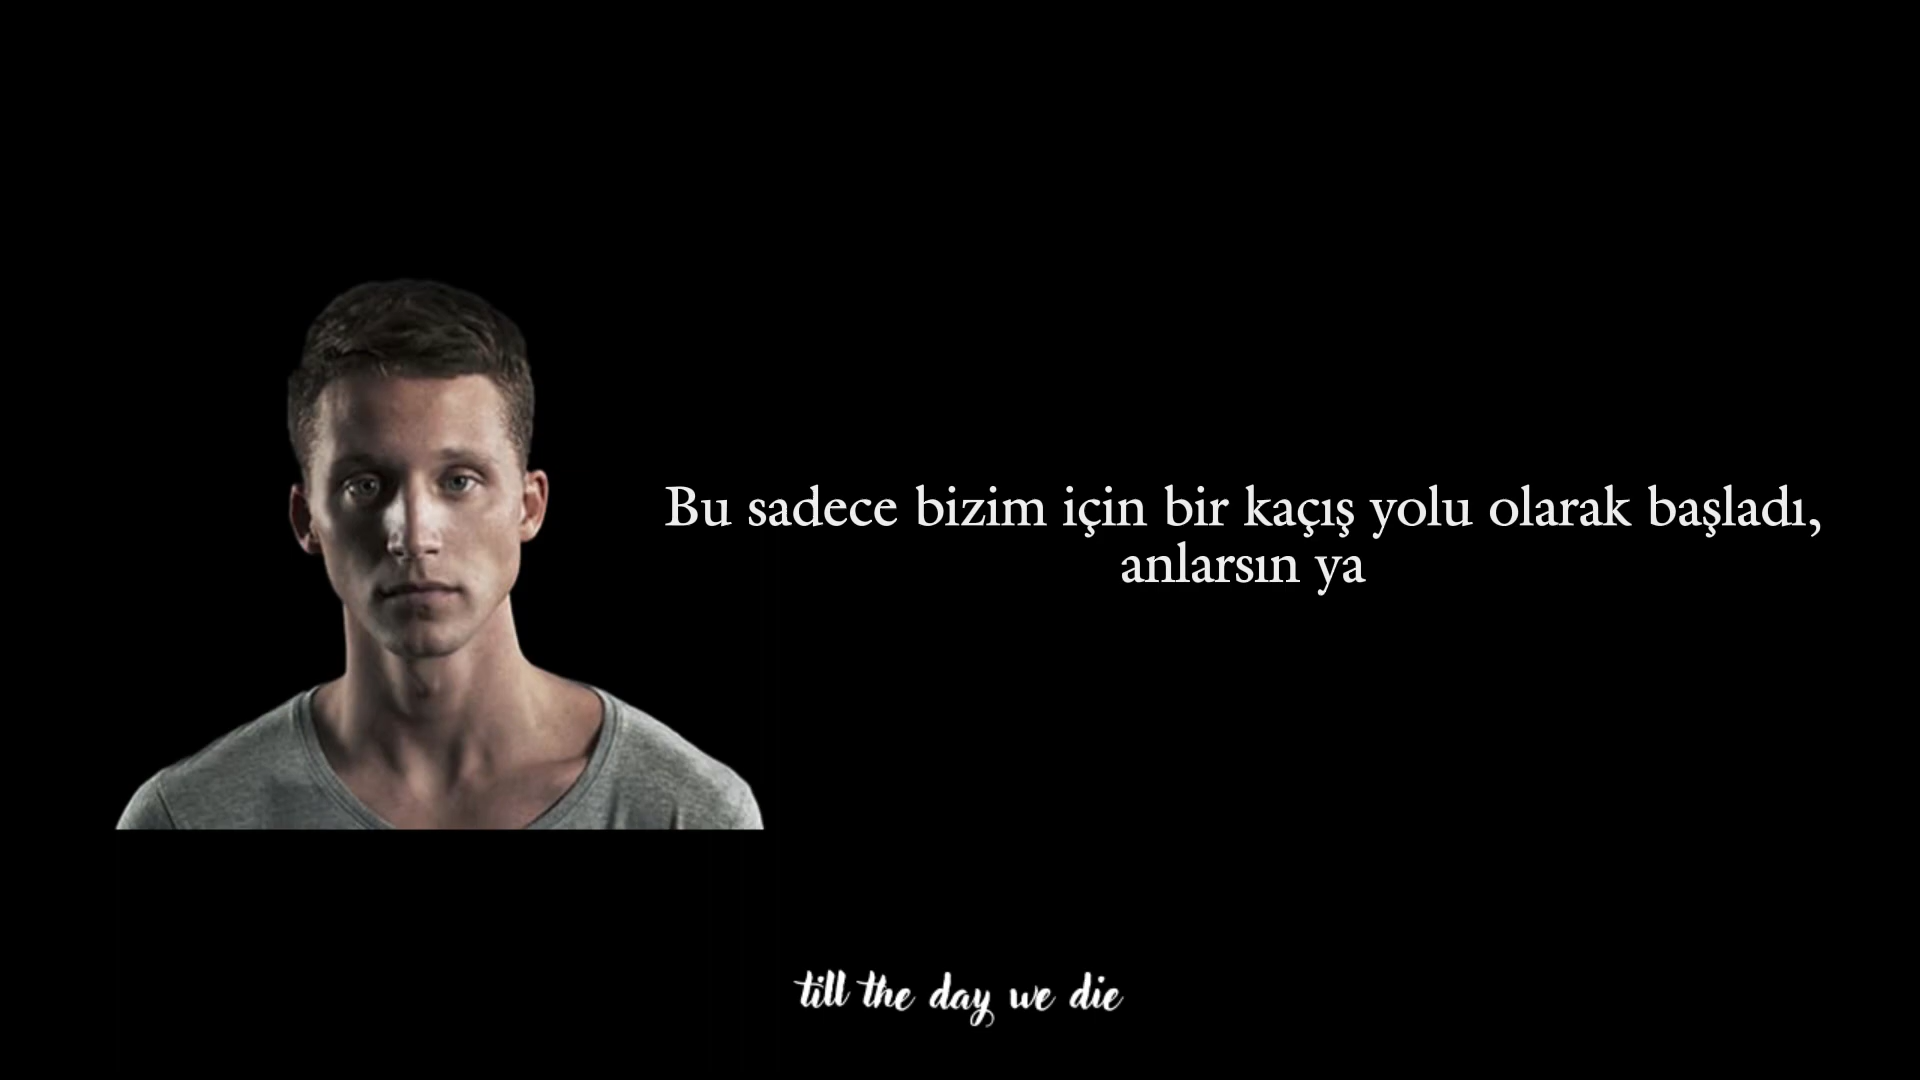 Bu sadece bizim için bir kaçış yolu olarak başladı,
anlarsın ya
till the day we die